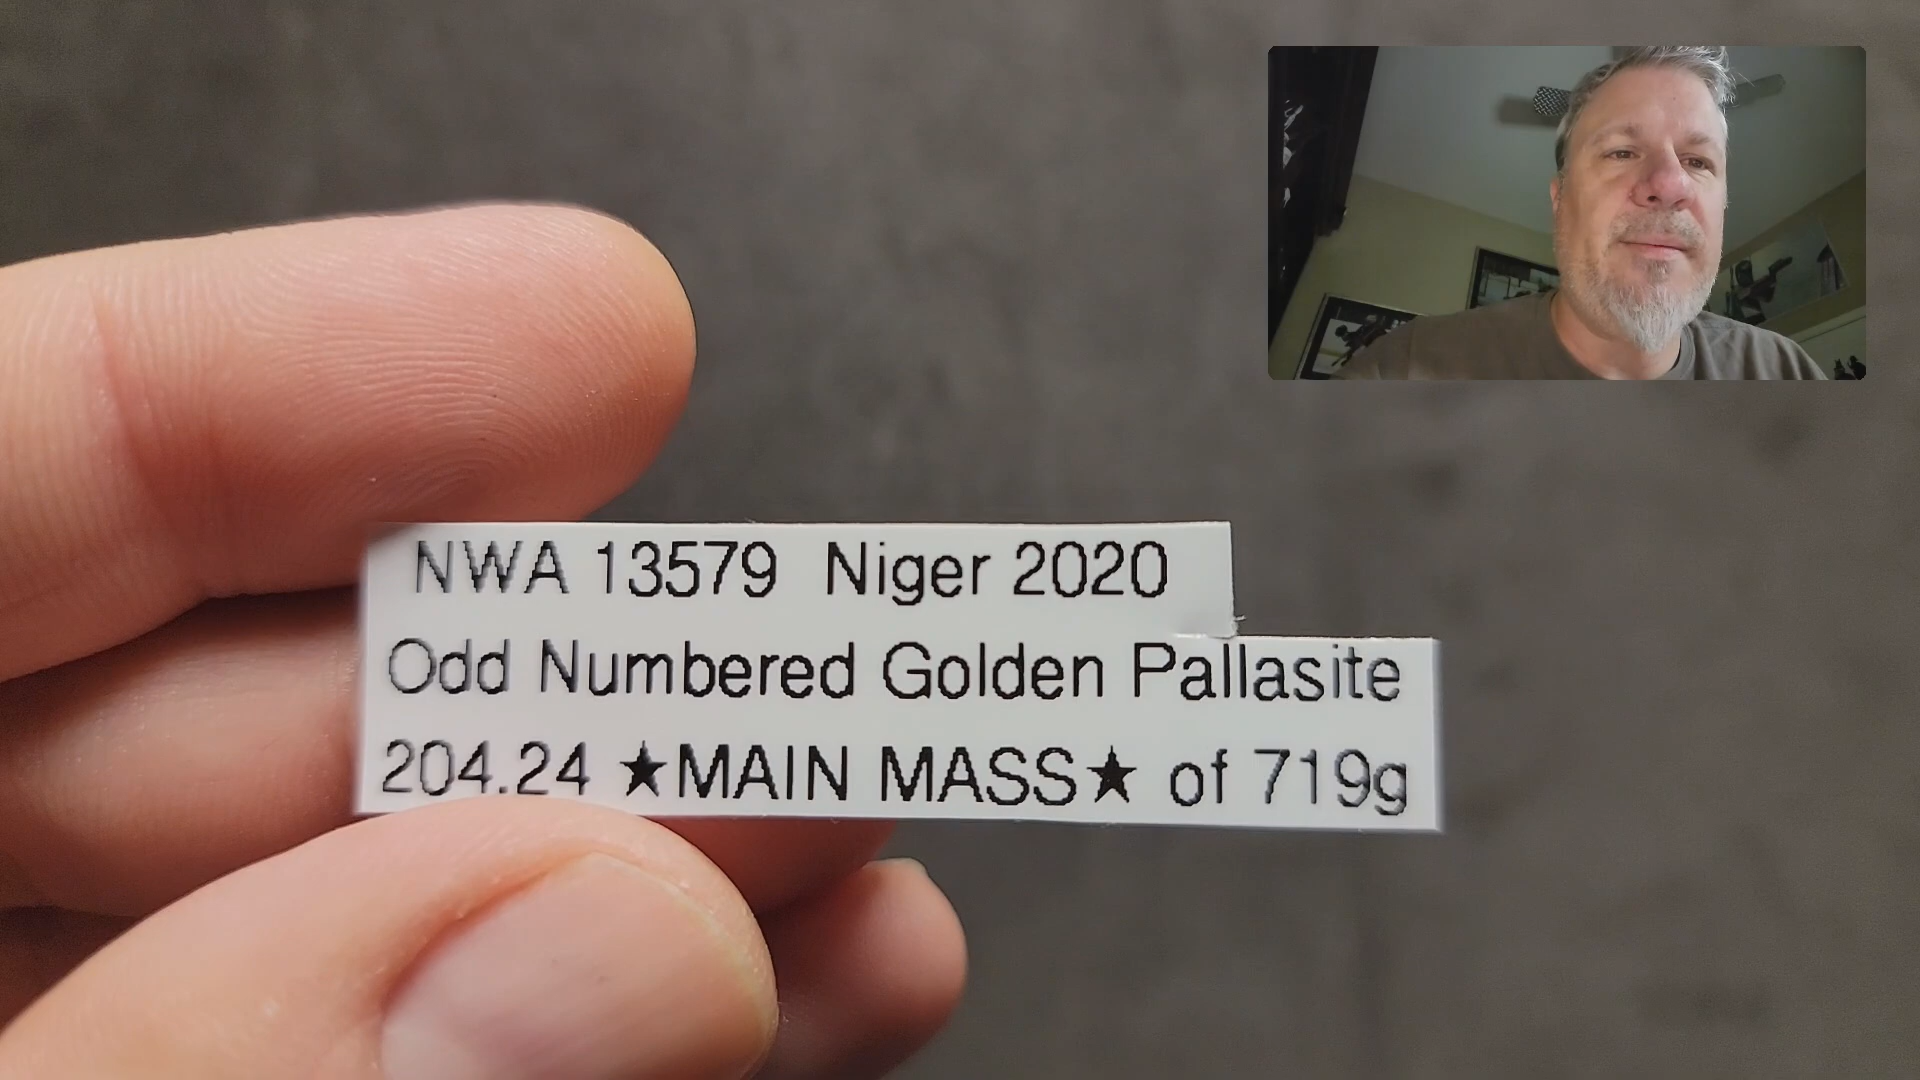 NWA 13579 Niger 2020
Odd Numbered Golden Pallasite
204.24 ★MAIN MASS★ of 719g